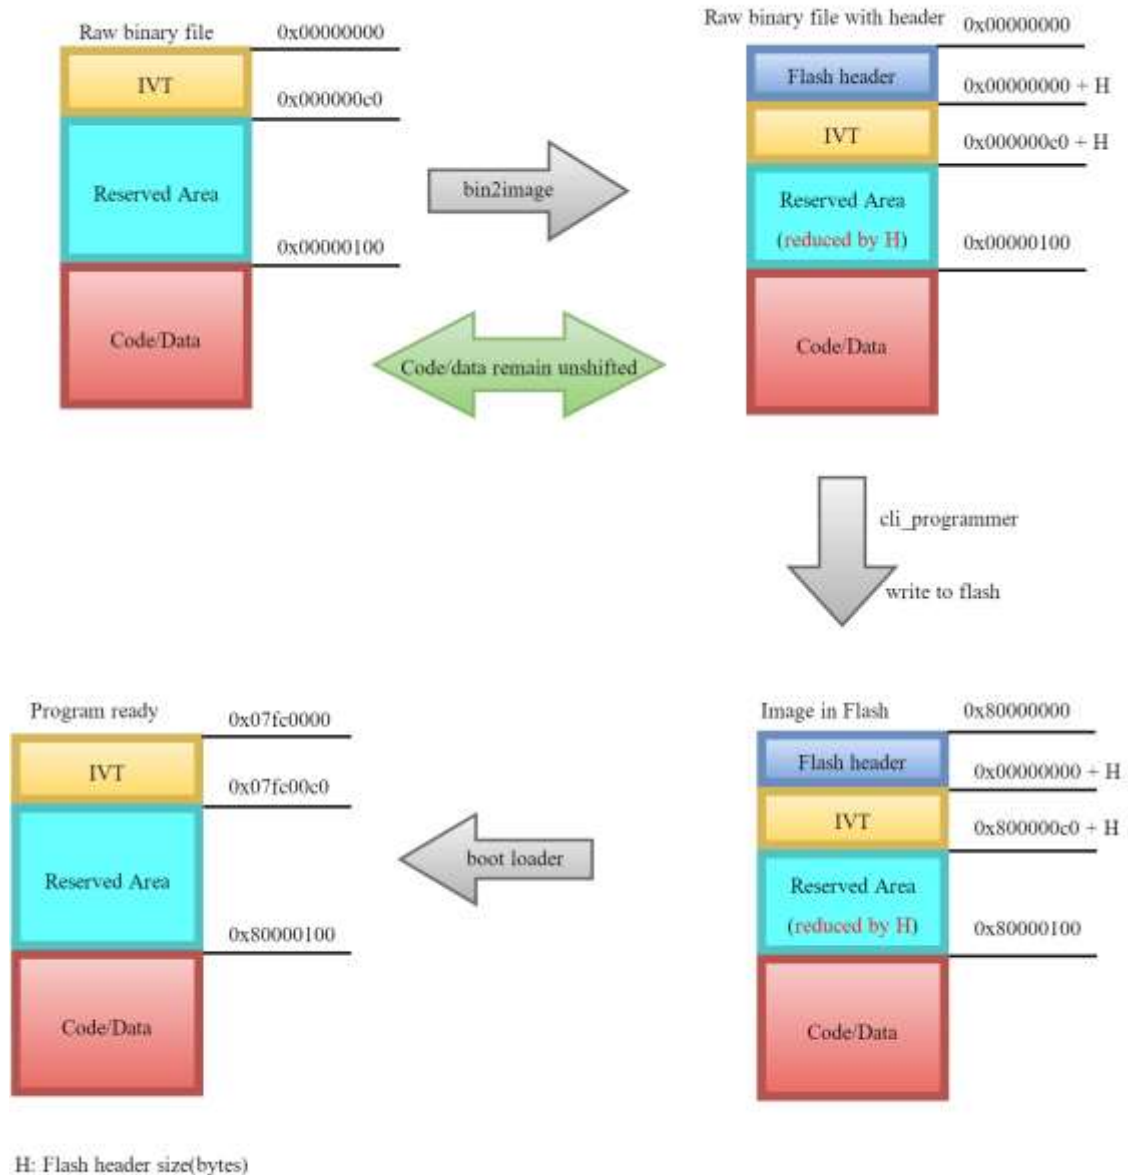 Raw binary file
0x00000000
IVT
0x000000c0
Reserved Area
0x00000100
Code/Data
bin2image
Code/data remain unshifted
Raw binary file with header
0x00000000
Flash header
0x00000000 + H
IVT
0x000000c0 + H
Reserved Area
(reduced by H)
0x00000100
Code/Data
cli_programmer
write to flash
Image in Flash
0x80000000
Flash header
0x00000000 + H
IVT
0x800000c0 + H
Reserved Area
(reduced by H)
0x80000100
Code/Data
boot loader
Program ready
0x07fc0000
IVT
0x07fc00c0
Reserved Area
0x80000100
Code/Data
H: Flash header size(bytes)